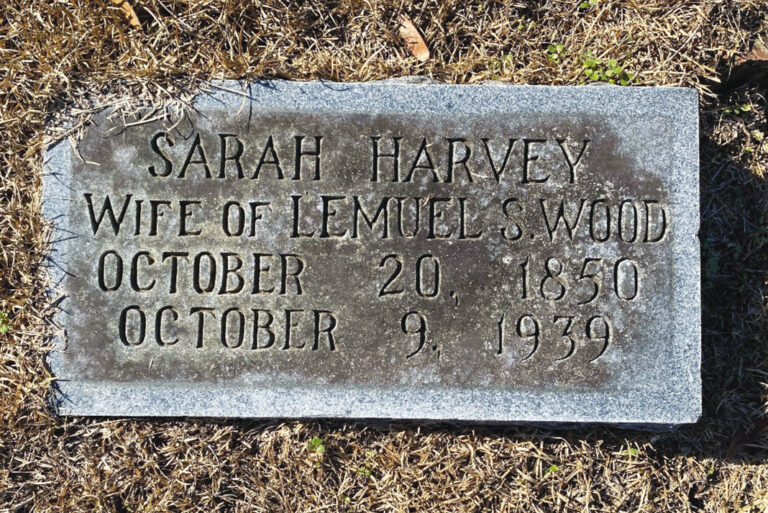 SARAH HARVEY
WIFE OF LEMUEL S. WOOD
OCTOBER 20, 1850
OCTOBER 9, 1939